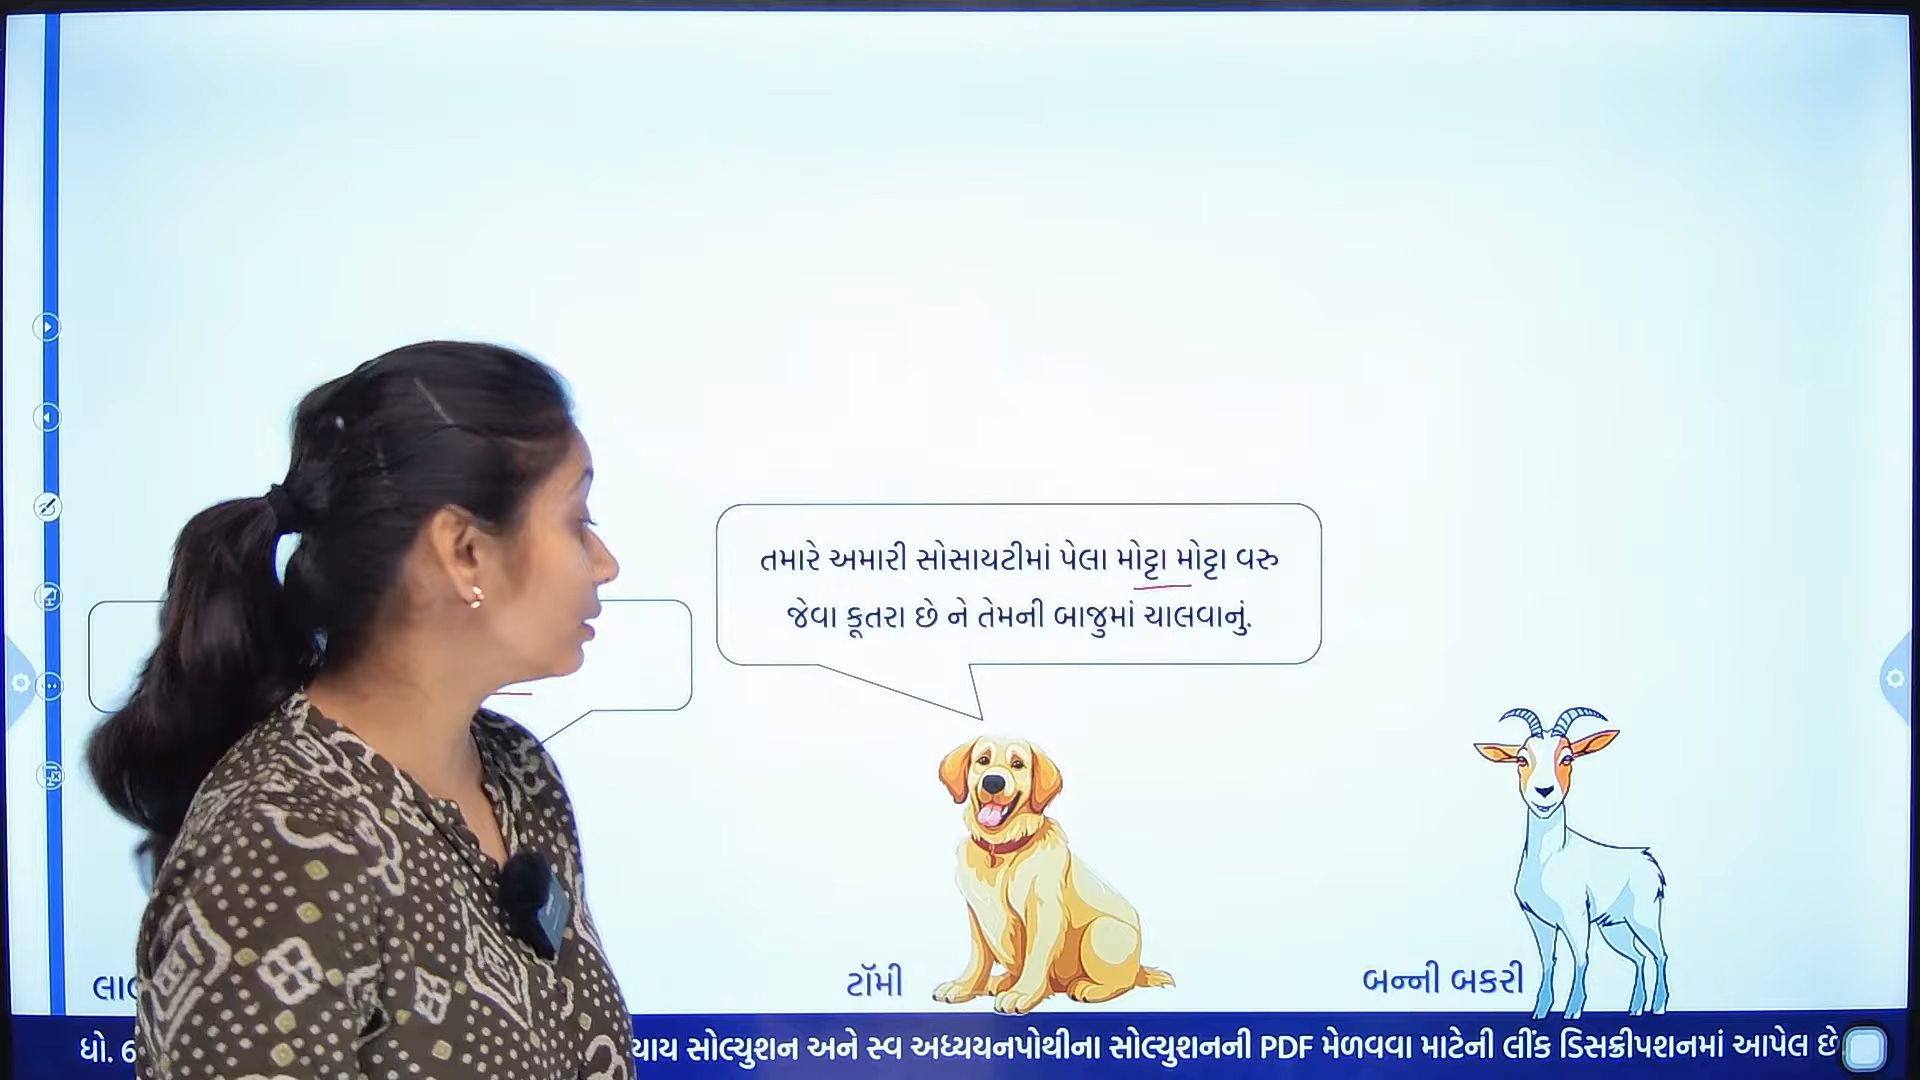 તમારે અમારી સોસાયટીમાં પેલા મોટ્ટા મોટ્ટા વરુ
જેવા કૂતરા છે ને તેમની બાજુમાં ચાલવાનું.
ટૉમી
બન્ની બકરી
ધો. 6
સોલ્યુશન અને સ્વ અધ્યયનપોથીના સોલ્યુશનની PDF મેળવવા માટેની લીંક ડિસક્રીપશનમાં આપેલ છે